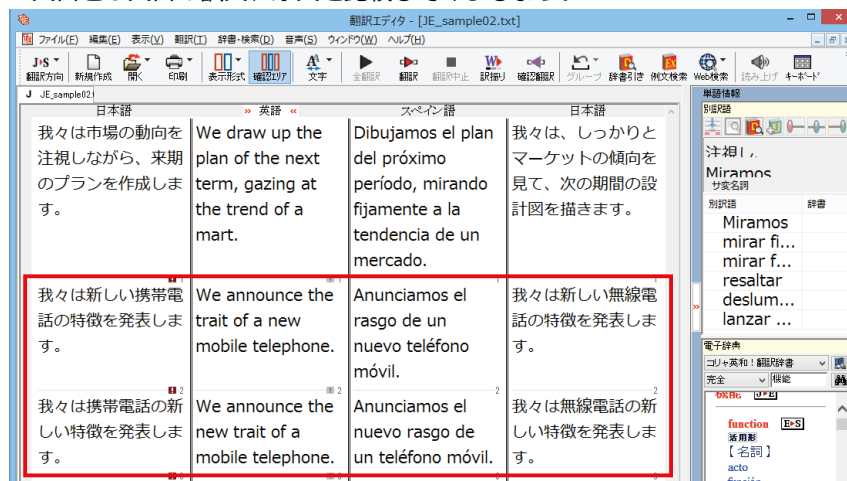 翻訳エディタ - [JE_sample02.txt]
ファイル(F) 編集(E) 表示(V) 翻訳(T) 辞書・検索(D) 音声(S) ウィンドウ(W) ヘルプ(H)
J▸S
翻訳方向 新規作成 開く 印刷 表示形式 確認エリア 文字 全翻訳 翻訳 翻訳中止 訳振り 確認翻訳 グループ 辞書引き 例文検索 Web検索 読み上げ キーボード
J JE_sample02.t
日本語 » 英語 « スペイン語 日本語
我々は市場の動向を
注視しながら、来期
のプランを作成しま
す。
We draw up the
plan of the next
term, gazing at
the trend of a
mart.
Dibujamos el plan
del próximo
período, mirando
fijamente a la
tendencia de un
mercado.
我々は、しっかりと
マーケットの傾向を
見て、次の期間の設
計図を描きます。
我々は新しい携帯電
話の特徴を発表しま
す。
We announce the
trait of a new
mobile telephone.
Anunciamos el
rasgo de un
nuevo teléfono
móvil.
我々は新しい無線電
話の特徴を発表しま
す。
2 2 2 2
我々は携帯電話の新
しい特徴を発表しま
す。
We announce the
new trait of a
mobile telephone.
Anunciamos el
nuevo rasgo de
un teléfono móvil.
我々は無線電話の新
しい特徴を発表しま
す。
単語情報
別訳語
注視し
Miramos
サ変名詞
別訳語 辞書
Miramos
mirar fi...
mirar f...
resaltar
deslum...
lanzar ...
電子辞典
コリャ英和！翻訳辞書
完全 機能
機能 J▸E
function E▸S
活用形
【名詞】
acto